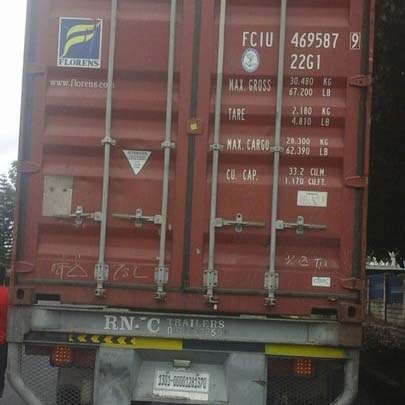 FLORENS
www.florens.com
FCIU 469587 9
22G1
MAX. GROSS 30.480 KG
67.200 LB
TARE 2.180 KG
4.810 LB
MAX. CARGO 28.300 KG
62.390 LB
CU. CAP. 33.2 CU.M
1.170 CU.FT.
RN C TRAILERS